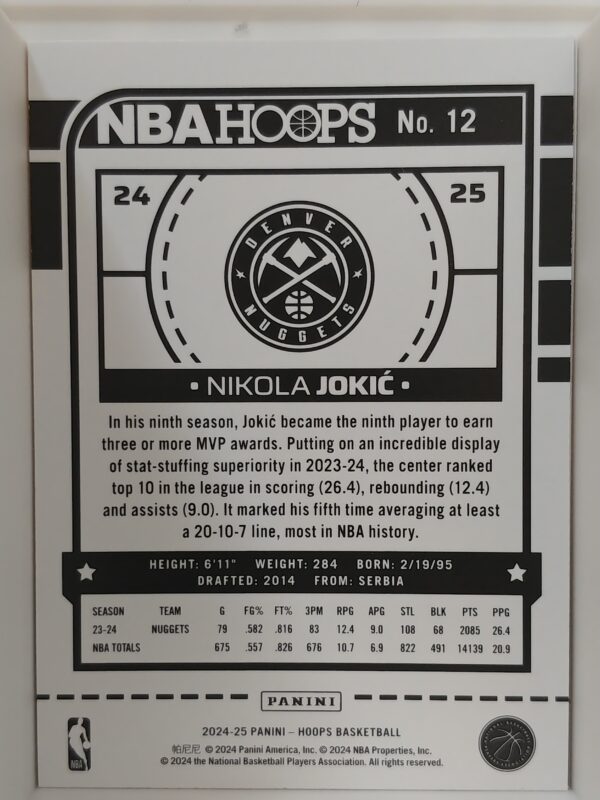 NBA HOOPS No. 12
24 25
DENVER
NUGGETS
• NIKOLA JOKIĆ •
In his ninth season, Jokić became the ninth player to earn
three or more MVP awards. Putting on an incredible display
of stat-stuffing superiority in 2023-24, the center ranked
top 10 in the league in scoring (26.4), rebounding (12.4)
and assists (9.0). It marked his fifth time averaging at least
a 20-10-7 line, most in NBA history.
HEIGHT: 6'11" WEIGHT: 284 BORN: 2/19/95
DRAFTED: 2014 FROM: SERBIA
SEASON TEAM G FG% FT% 3PM RPG APG STL BLK PTS PPG
23-24 NUGGETS 79 .582 .816 83 12.4 9.0 108 68 2085 26.4
NBA TOTALS 675 .557 .826 676 10.7 6.9 822 491 14139 20.9
PANINI
2024-25 PANINI – HOOPS BASKETBALL
帕尼尼 © 2024 Panini America, Inc. © 2024 NBA Properties, Inc.
© 2024 the National Basketball Players Association. All rights reserved.
NBA